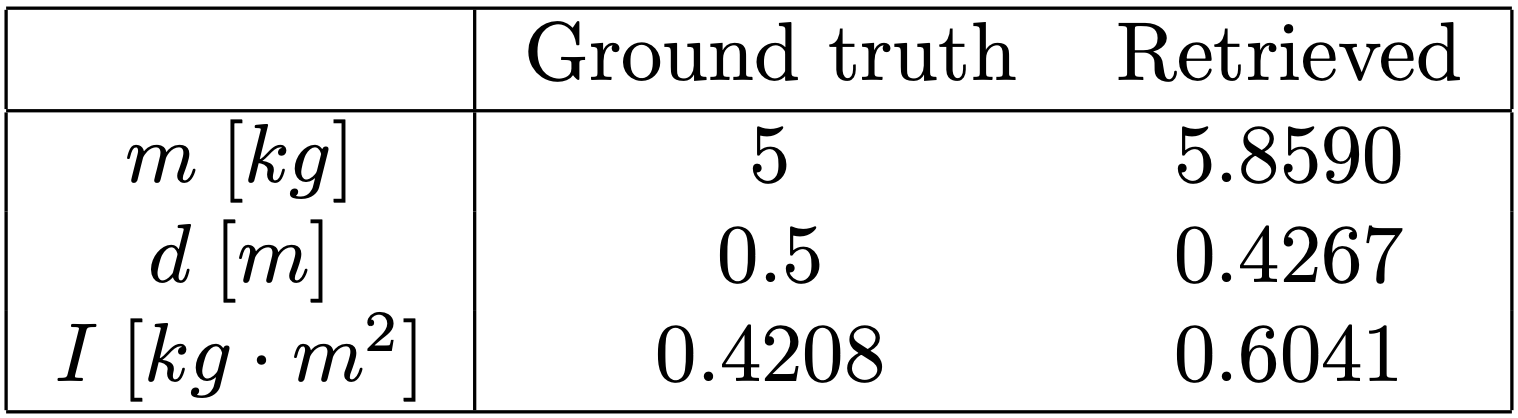 Ground truth Retrieved
m [kg] 5 5.8590
d [m] 0.5 0.4267
I [kg · m²] 0.4208 0.6041